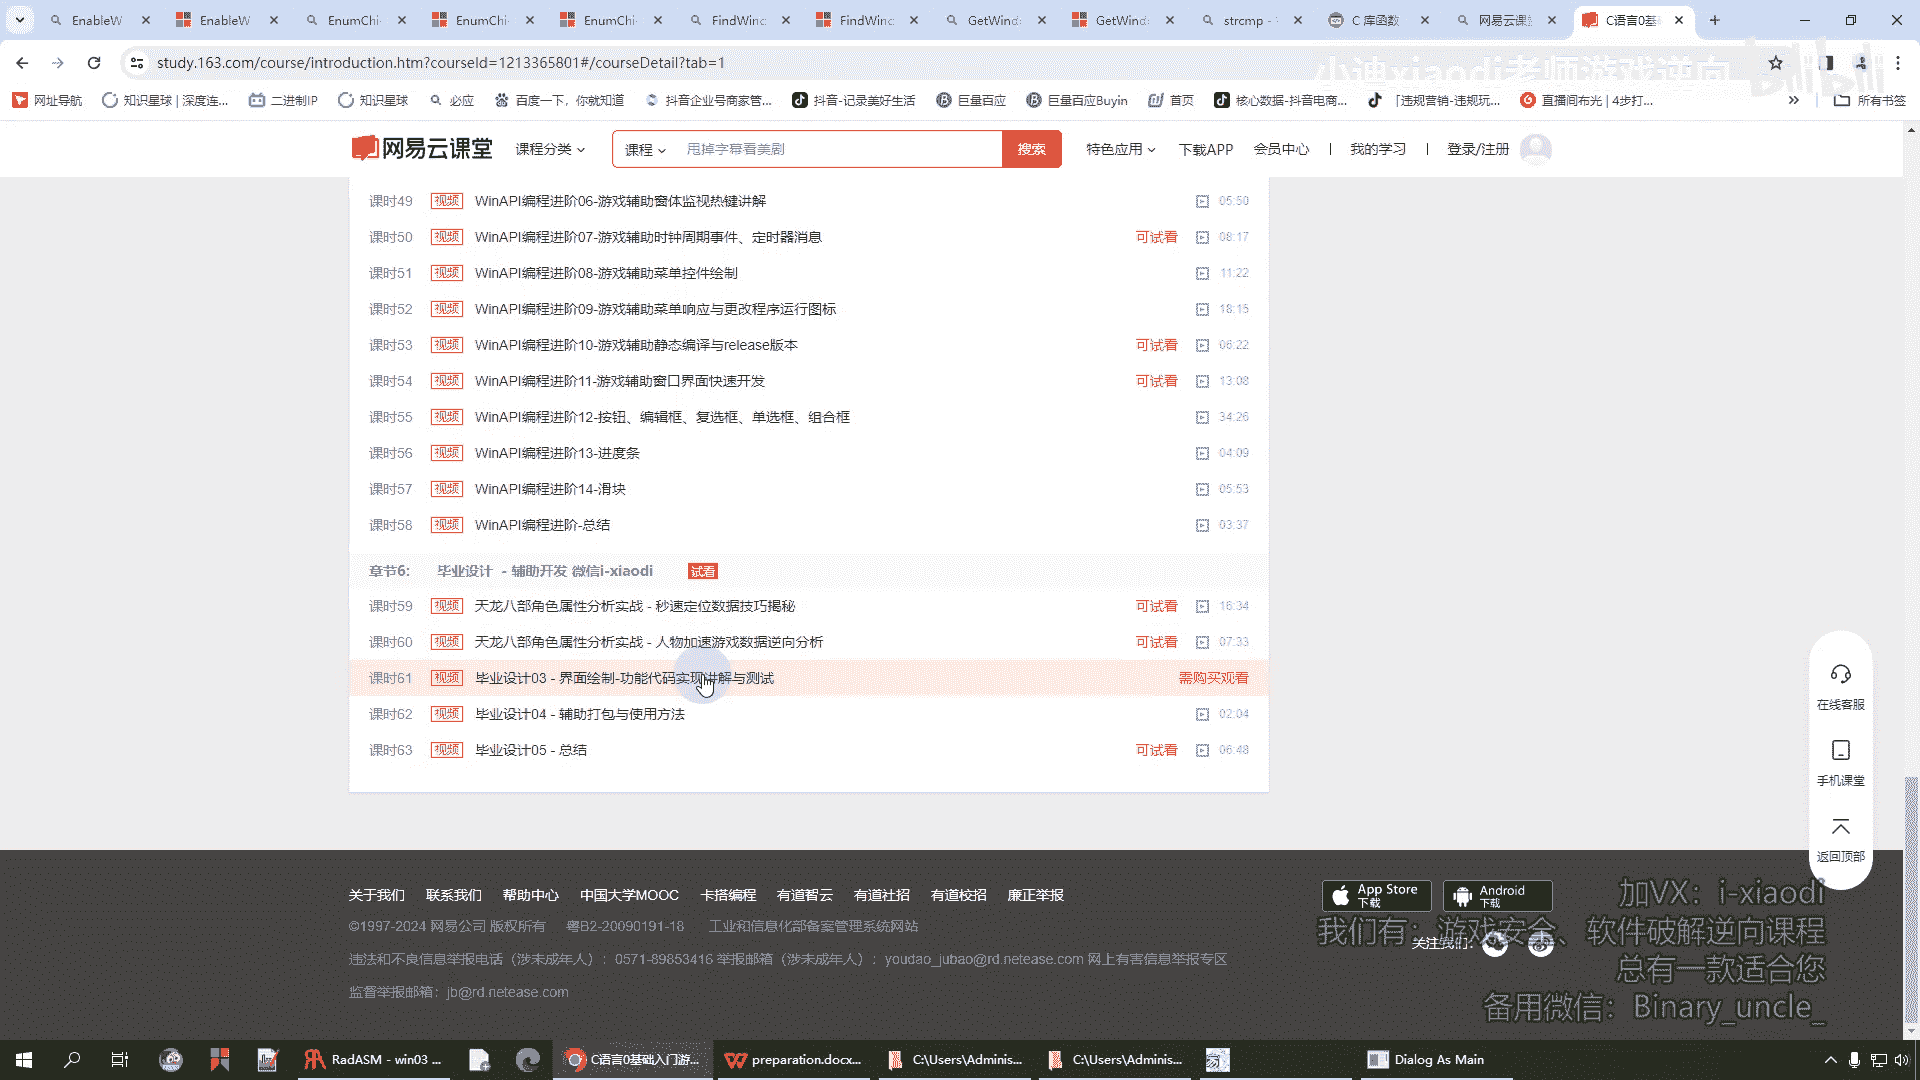 EnableW
EnableW
EnumChi
EnumChi
EnumChi
FindWin
FindWin
GetWind
GetWind
strcmp -
C 库函数
网易云课堂
C语言0基
study.163.com/course/introduction.htm?courseId=1213365801#/courseDetail?tab=1
小迪xiaodi老师游戏逆向
bilibili
网址导航
知识星球 | 深度连...
二进制IP
知识星球
必应
百度一下，你就知道
抖音企业号商家管...
抖音-记录美好生活
巨量百应
巨量百应Buyin
首页
核心数据-抖音电商...
「违规营销-违规玩...
直播间布光 | 4步打...
所有书签
网易云课堂
课程分类
课程
甩掉字幕看美剧
搜索
特色应用
下载APP
会员中心
我的学习
登录/注册
课时49 视频 WinAPI编程进阶06-游戏辅助窗体监视热键讲解 05:50
课时50 视频 WinAPI编程进阶07-游戏辅助时钟周期事件、定时器消息 可试看 08:17
课时51 视频 WinAPI编程进阶08-游戏辅助菜单控件绘制 11:22
课时52 视频 WinAPI编程进阶09-游戏辅助菜单响应与更改程序运行图标 18:15
课时53 视频 WinAPI编程进阶10-游戏辅助静态编译与release版本 可试看 06:22
课时54 视频 WinAPI编程进阶11-游戏辅助窗口界面快速开发 可试看 13:08
课时55 视频 WinAPI编程进阶12-按钮、编辑框、复选框、单选框、组合框 34:26
课时56 视频 WinAPI编程进阶13-进度条 04:09
课时57 视频 WinAPI编程进阶14-滑块 05:53
课时58 视频 WinAPI编程进阶-总结 03:37
章节6: 毕业设计 - 辅助开发 微信i-xiaodi 试看
课时59 视频 天龙八部角色属性分析实战 - 秒速定位数据技巧揭秘 可试看 16:34
课时60 视频 天龙八部角色属性分析实战 - 人物加速游戏数据逆向分析 可试看 07:33
课时61 视频 毕业设计03 - 界面绘制-功能代码实现讲解与测试 需购买观看
课时62 视频 毕业设计04 - 辅助打包与使用方法 02:04
课时63 视频 毕业设计05 - 总结 可试看 06:48
在线客服
手机课堂
返回顶部
关于我们 联系我们 帮助中心 中国大学MOOC 卡搭编程 有道智云 有道社招 有道校招 廉正举报
App Store
下载
Android
下载
©1997-2024 网易公司 版权所有 粤B2-20090191-18 工业和信息化部备案管理系统网站
关注我们：
违法和不良信息举报电话（涉未成年人）：0571-89853416 举报邮箱（涉未成年人）：youdao_jubao@rd.netease.com 网上有害信息举报专区
监督举报邮箱：jb@rd.netease.com
加VX：i-xiaodi
我们有：游戏安全、软件破解逆向课程
总有一款适合您
备用微信：Binary_uncle_
RadASM - win03 ...
C语言0基础入门游...
preparation.docx...
C:\Users\Adminis...
C:\Users\Adminis...
Dialog As Main